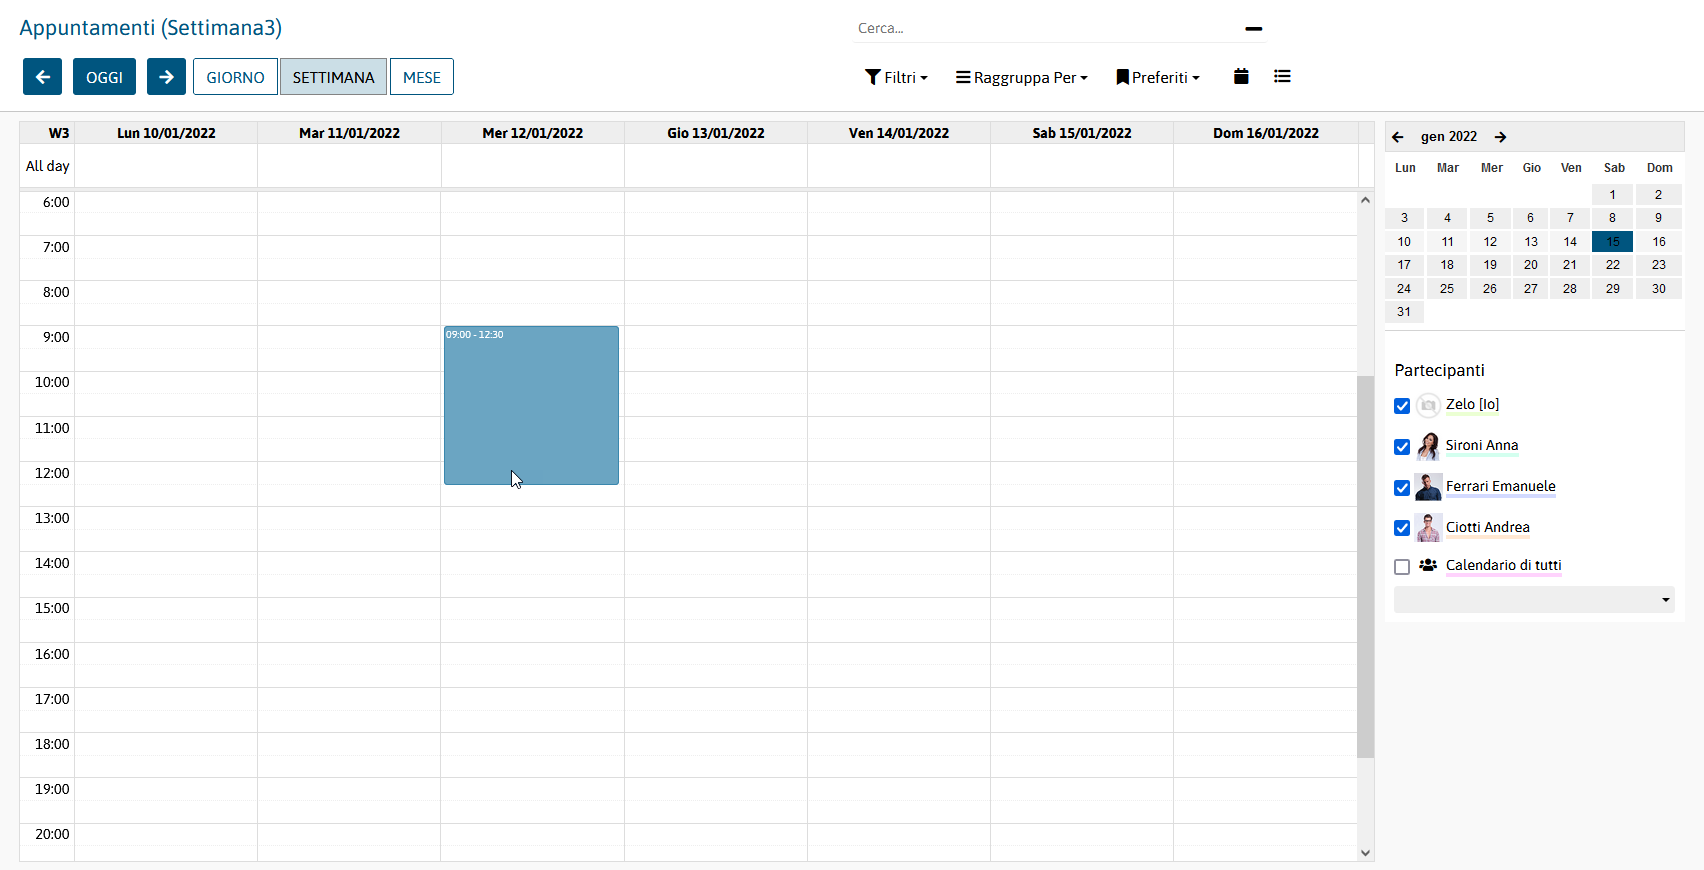 Appuntamenti (Settimana3)
Cerca...
OGGI GIORNO SETTIMANA MESE
Filtri Raggruppa Per Preferiti
W3 Lun 10/01/2022 Mar 11/01/2022 Mer 12/01/2022 Gio 13/01/2022 Ven 14/01/2022 Sab 15/01/2022 Dom 16/01/2022
All day
6:00
7:00
8:00
9:00
09:00 - 12:30
10:00
11:00
12:00
13:00
14:00
15:00
16:00
17:00
18:00
19:00
20:00
gen 2022
Lun Mar Mer Gio Ven Sab Dom
1 2
3 4 5 6 7 8 9
10 11 12 13 14 15 16
17 18 19 20 21 22 23
24 25 26 27 28 29 30
31
Partecipanti
Zelo [Io]
Sironi Anna
Ferrari Emanuele
Ciotti Andrea
Calendario di tutti